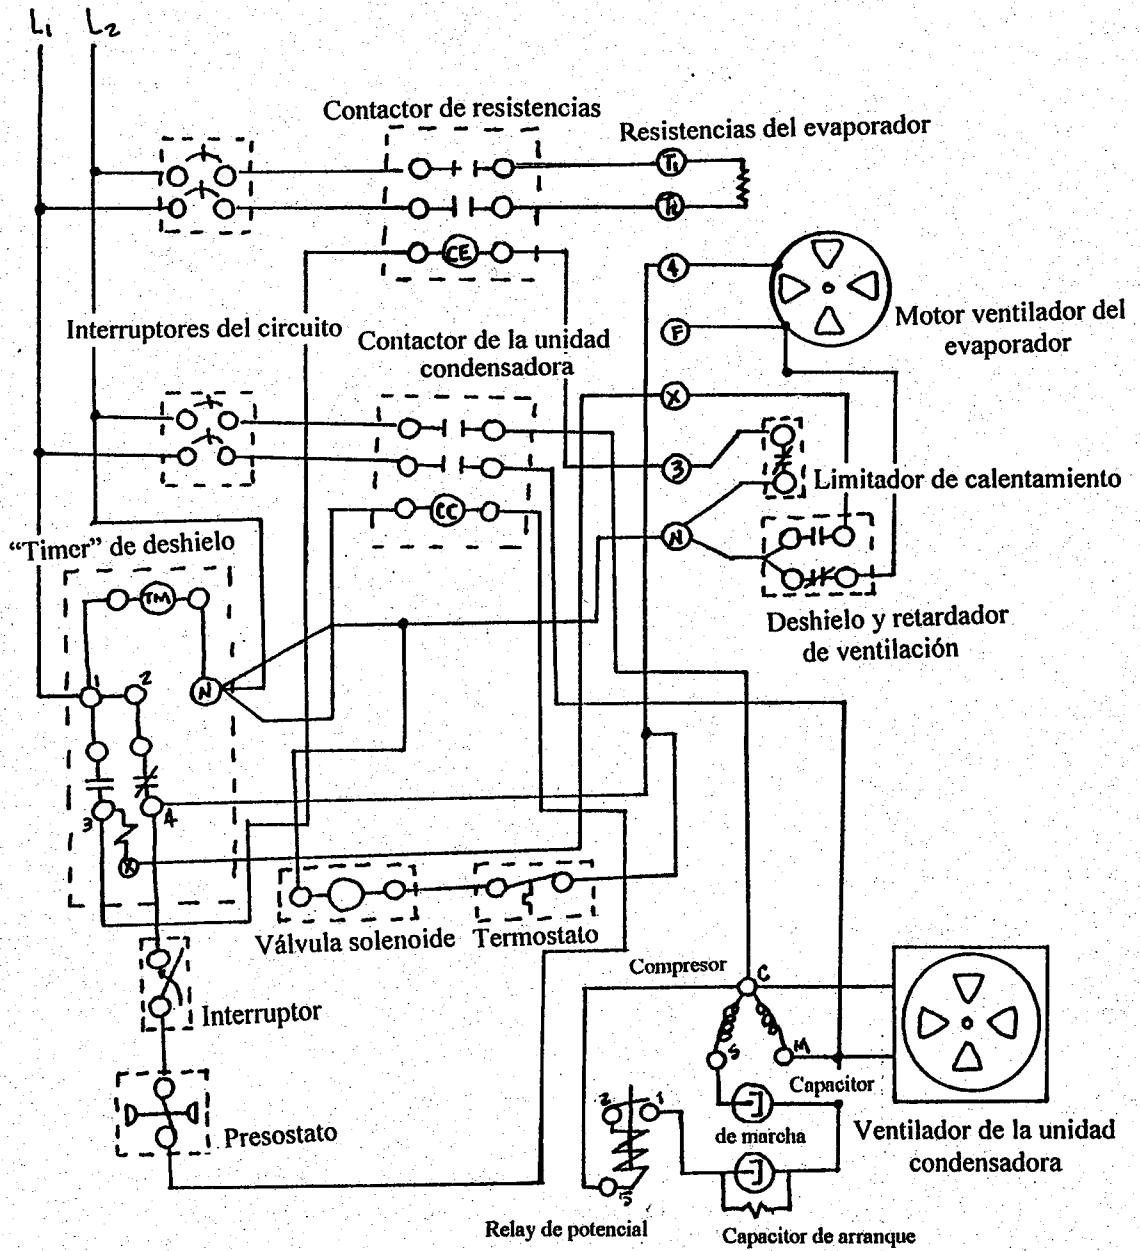 L1 L2
Contactor de resistencias
Resistencias del evaporador
T1
T2
CE
4
Interruptores del circuito
Contactor de la unidad
condensadora
F
Motor ventilador del
evaporador
X
3
Limitador de calentamiento
CC
N
"Timer" de deshielo
TM
Deshielo y retardador
de ventilación
1 2
N
3 4
X
Válvula solenoide
Termostato
Compresor
C
Interruptor
S M
Capacitor
2 1
de marcha
Presostato
Ventilador de la unidad
condensadora
5
Relay de potencial
Capacitor de arranque